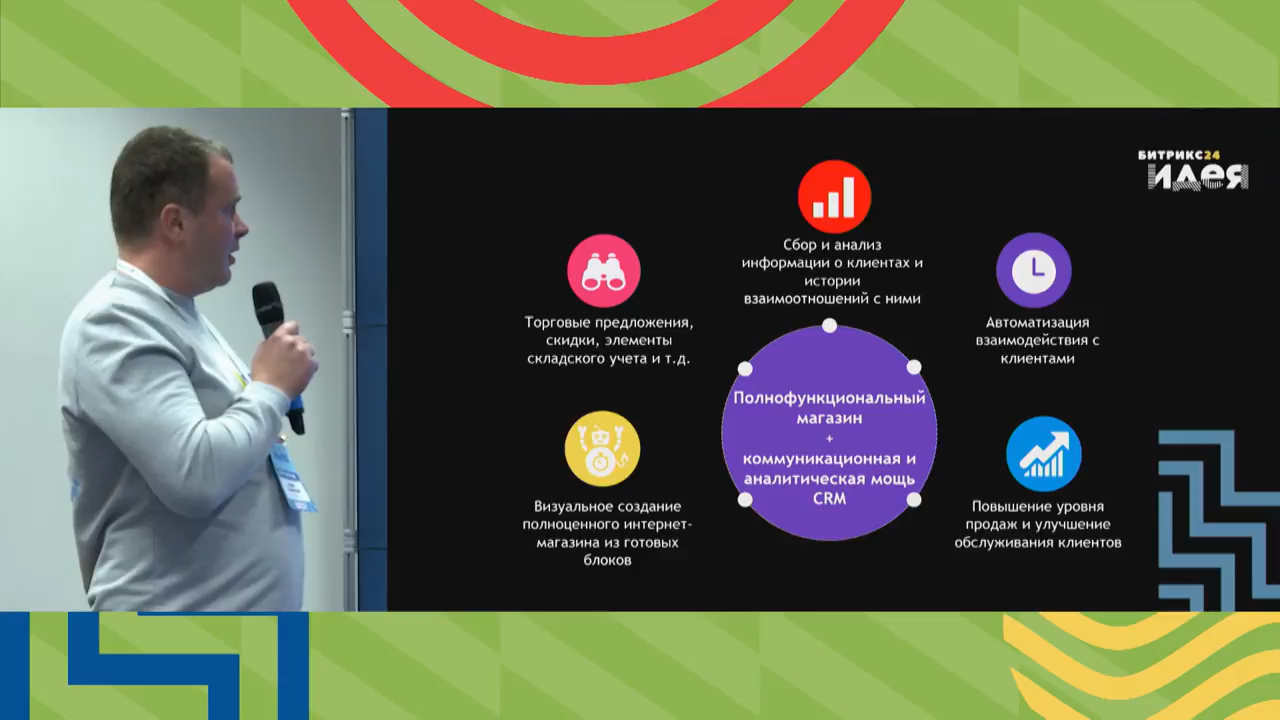 БИТРИКС24
идея
Сбор и анализ
информации о клиентах и
истории
взаимоотношений с ними
Торговые предложения,
скидки, элементы
складского учета и т.д.
Автоматизация
взаимодействия с
клиентами
Полнофункциональный
магазин
+
коммуникационная и
аналитическая мощь
CRM
Визуальное создание
полноценного интернет-
магазина из готовых
блоков
Повышение уровня
продаж и улучшение
обслуживания клиентов